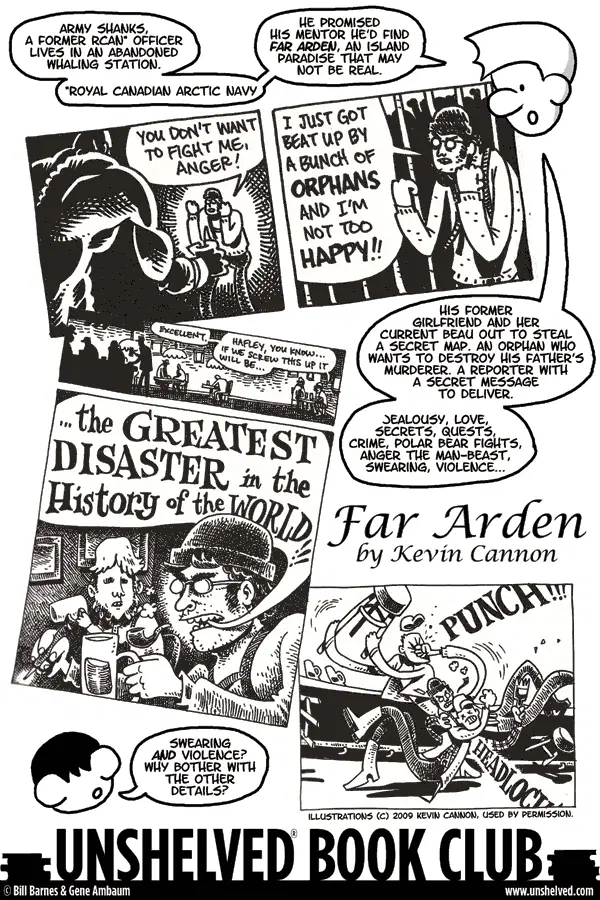 ARMY SHANKS,
A FORMER RCAN* OFFICER
LIVES IN AN ABANDONED
WHALING STATION.
*ROYAL CANADIAN ARCTIC NAVY
HE PROMISED
HIS MENTOR HE'D FIND
FAR ARDEN, AN ISLAND
PARADISE THAT MAY
NOT BE REAL.
YOU DON'T WANT
TO FIGHT ME,
ANGER!
I JUST GOT
BEAT UP BY
A BUNCH OF
ORPHANS
AND I'M
NOT TOO
HAPPY!!
HIS FORMER
GIRLFRIEND AND HER
CURRENT BEAU OUT TO STEAL
A SECRET MAP. AN ORPHAN WHO
WANTS TO DESTROY HIS FATHER'S
MURDERER. A REPORTER WITH
A SECRET MESSAGE
TO DELIVER.
JEALOUSY, LOVE,
SECRETS, QUESTS,
CRIME, POLAR BEAR FIGHTS,
ANGER THE MAN-BEAST,
SWEARING, VIOLENCE...
EXCELLENT.
HAFLEY, YOU KNOW...
IF WE SCREW THIS UP IT
WILL BE...
...the GREATEST
DISASTER in the
History of the WORLD!!
Far Arden
by Kevin Cannon
PUNCH!!!
HEADLOCK!!
SWEARING
AND VIOLENCE?
WHY BOTHER WITH
THE OTHER
DETAILS?
ILLUSTRATIONS (C) 2009 KEVIN CANNON, USED BY PERMISSION.
UNSHELVED® BOOK CLUB
© Bill Barnes & Gene Ambaum
www.unshelved.com